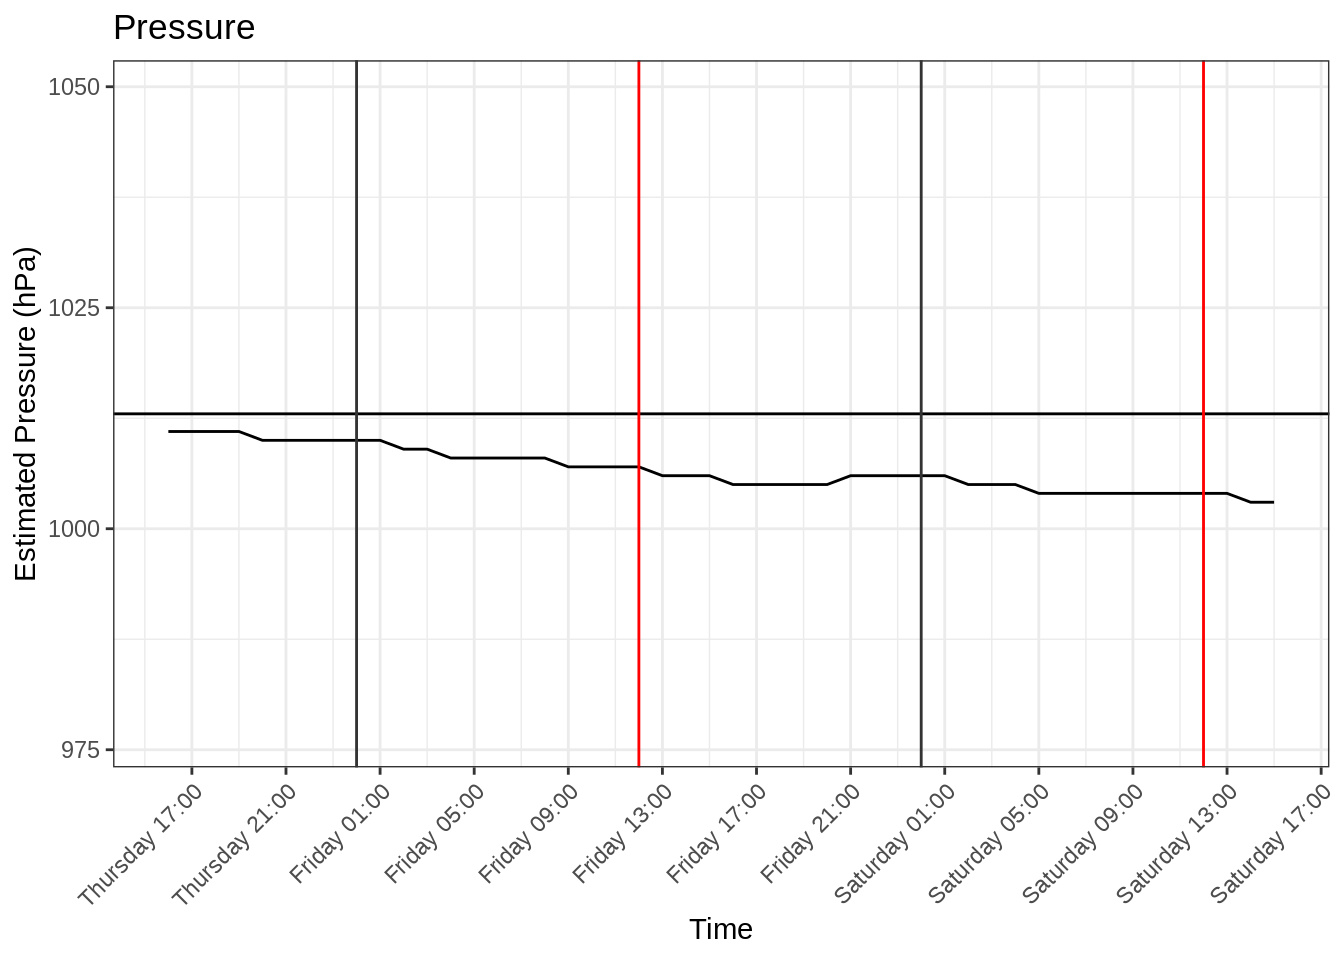 Pressure
Estimated Pressure (hPa)
1050
1025
1000
975
Thursday 17:00
Thursday 21:00
Friday 01:00
Friday 05:00
Friday 09:00
Friday 13:00
Friday 17:00
Friday 21:00
Saturday 01:00
Saturday 05:00
Saturday 09:00
Saturday 13:00
Saturday 17:00
Time